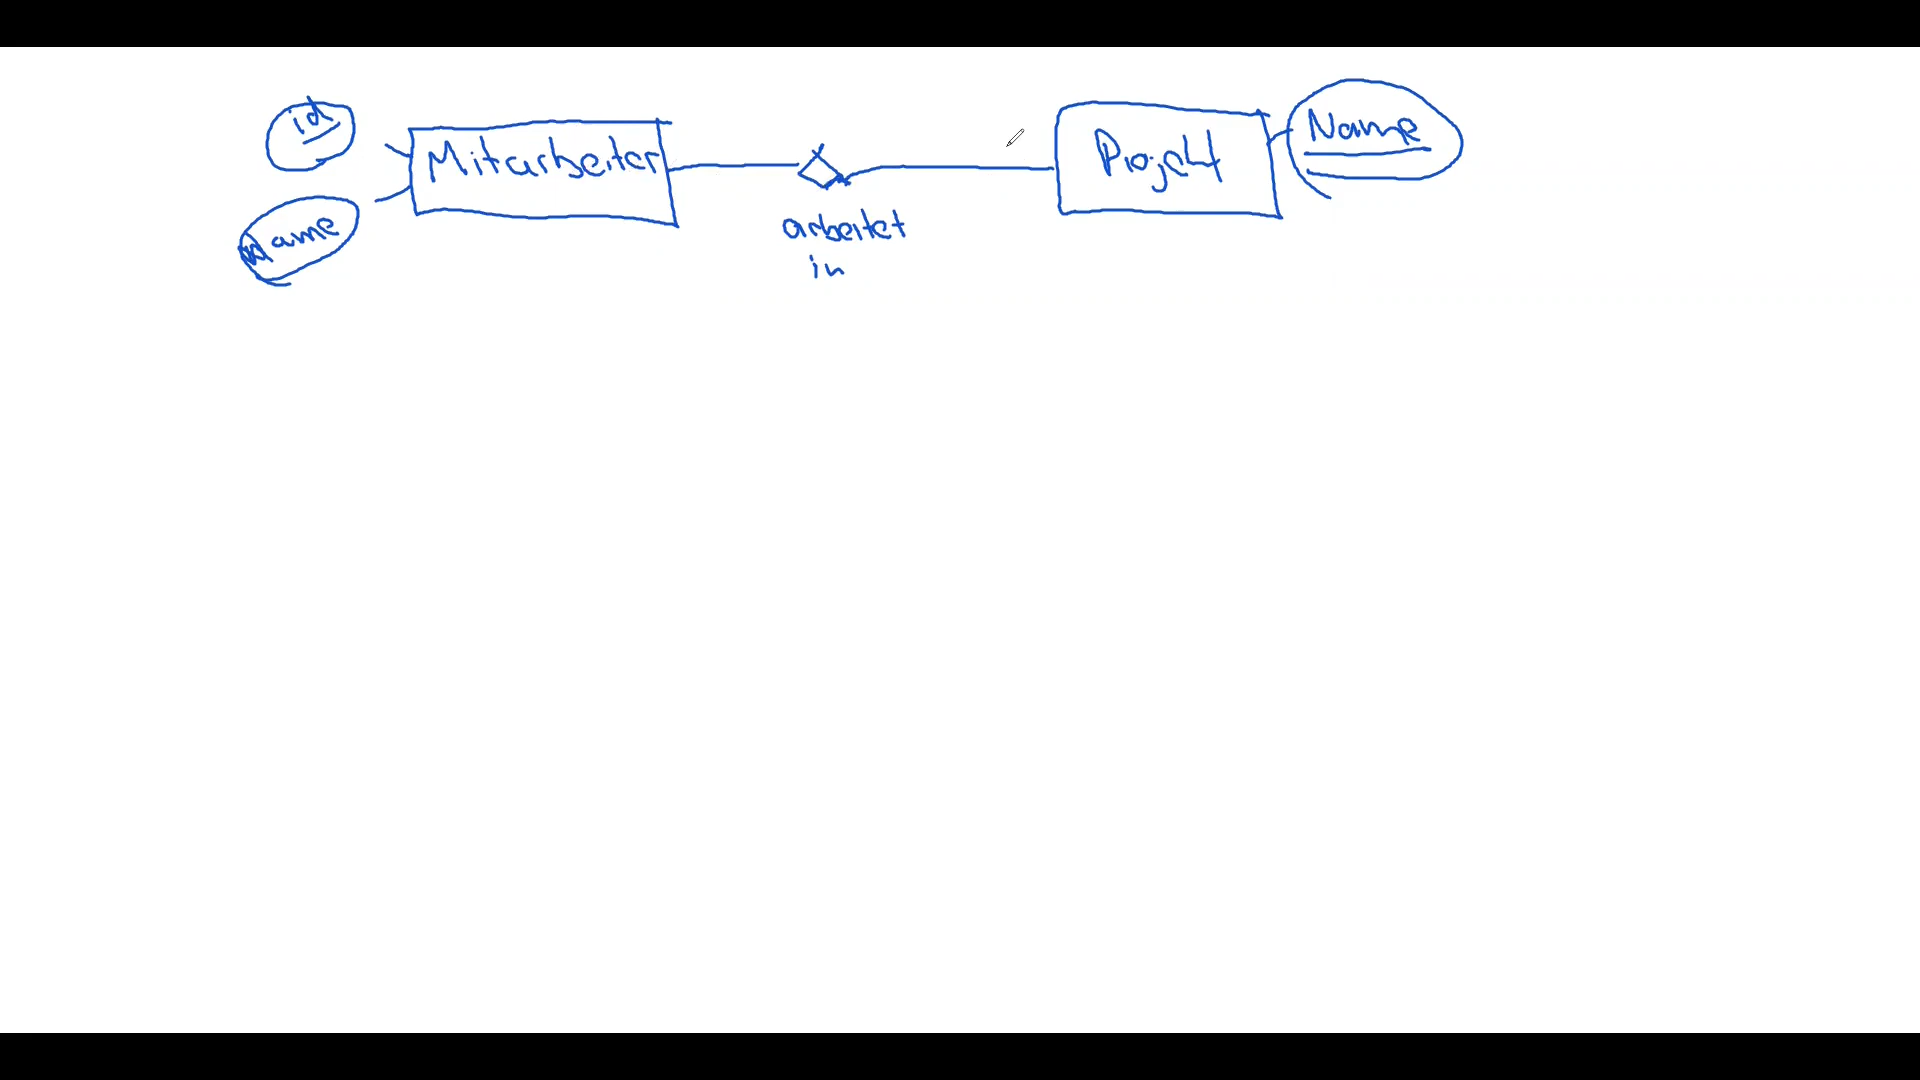 id
Mitarbeiter
Projekt
Name
name
arbeitet
in